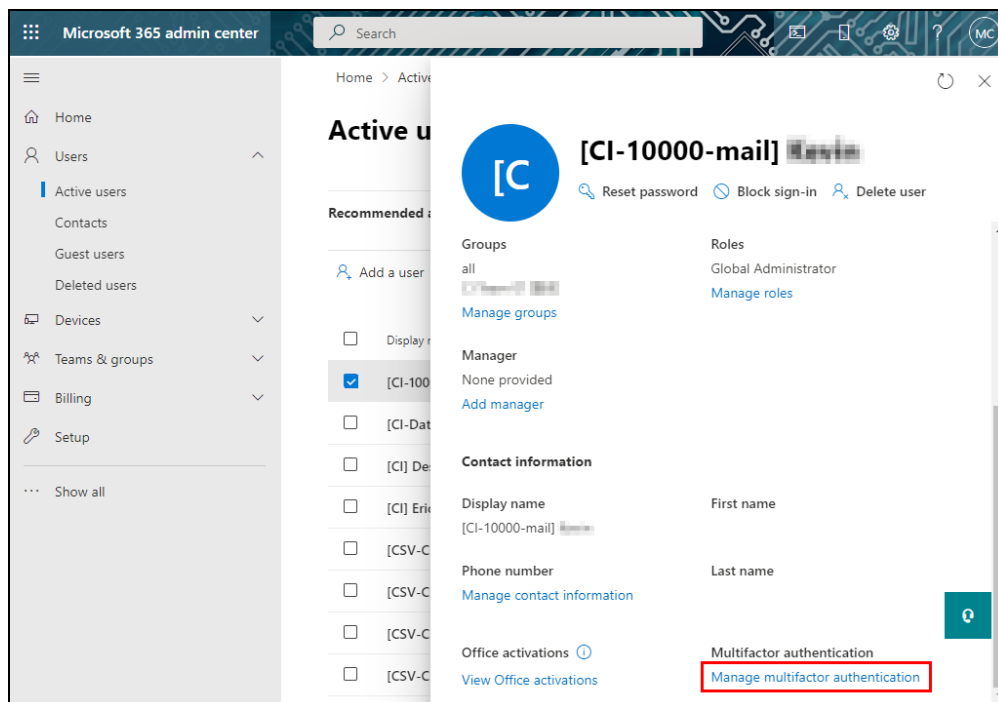 Microsoft 365 admin center
Search
?
MC
Home > Active
Home
Users
Active users
Contacts
Guest users
Deleted users
Devices
Teams & groups
Billing
Setup
Show all
Active u
Recommended a
Add a user
Display n
[CI-100
[CI-Dat
[CI] De
[CI] Eric
[CSV-C
[CSV-C
[CSV-C
[CSV-C
[C
[CI-10000-mail]
Reset password Block sign-in Delete user
Groups
all
Manage groups
Roles
Global Administrator
Manage roles
Manager
None provided
Add manager
Contact information
Display name
[CI-10000-mail]
First name
Phone number
Manage contact information
Last name
Office activations
View Office activations
Multifactor authentication
Manage multifactor authentication